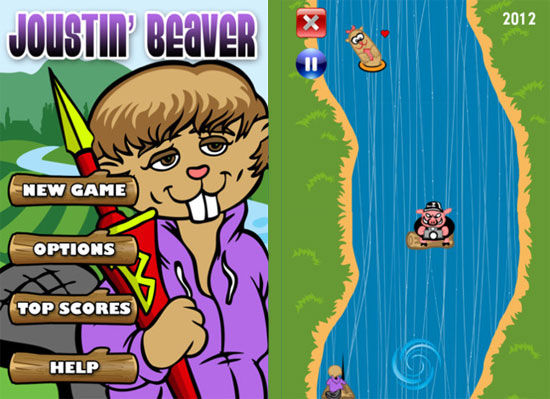 JOUSTIN' BEAVER
NEW GAME
OPTIONS
TOP SCORES
HELP
2012